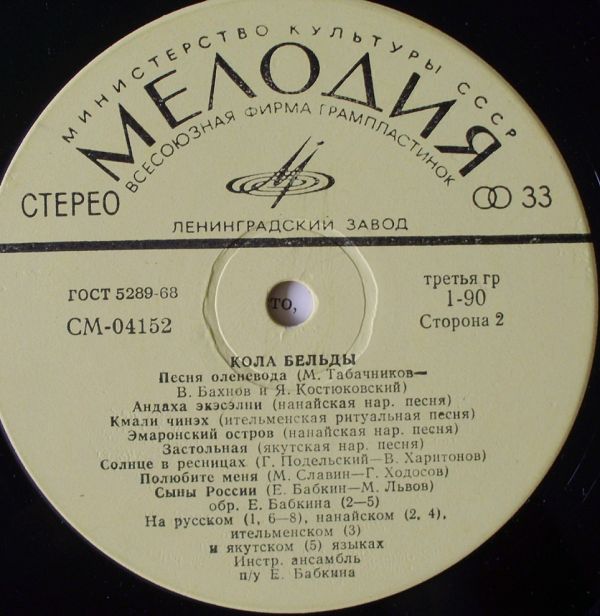 МИНИСТЕРСТВО КУЛЬТУРЫ СССР
МЕЛОДИЯ
ВСЕСОЮЗНАЯ ФИРМА ГРАМПЛАСТИНОК
СТЕРЕО
33
ЛЕНИНГРАДСКИЙ ЗАВОД
ГОСТ 5289-68
СМ-04152
третья гр
1-90
Сторона 2
то,
КОЛА БЕЛЬДЫ
Песня оленевода (М. Табачников—
В. Бахнов и Я. Костюковский)
Андаха экэсэлни (нанайская нар. песня)
Кмали чинэх (ительменская ритуальная песня)
Эмаронский остров (нанайская нар. песня)
Застольная (якутская нар. песня)
Солнце в ресницах (Г. Подельский—В. Харитонов)
Полюбите меня (М. Славин—Г. Ходосов)
Сыны России (Е. Бабкин—М. Львов)
обр. Е. Бабкина (2—5)
На русском (1, 6—8), нанайском (2, 4),
ительменском (3)
и якутском (5) языках
Инстр. ансамбль
п/у Е. Бабкина